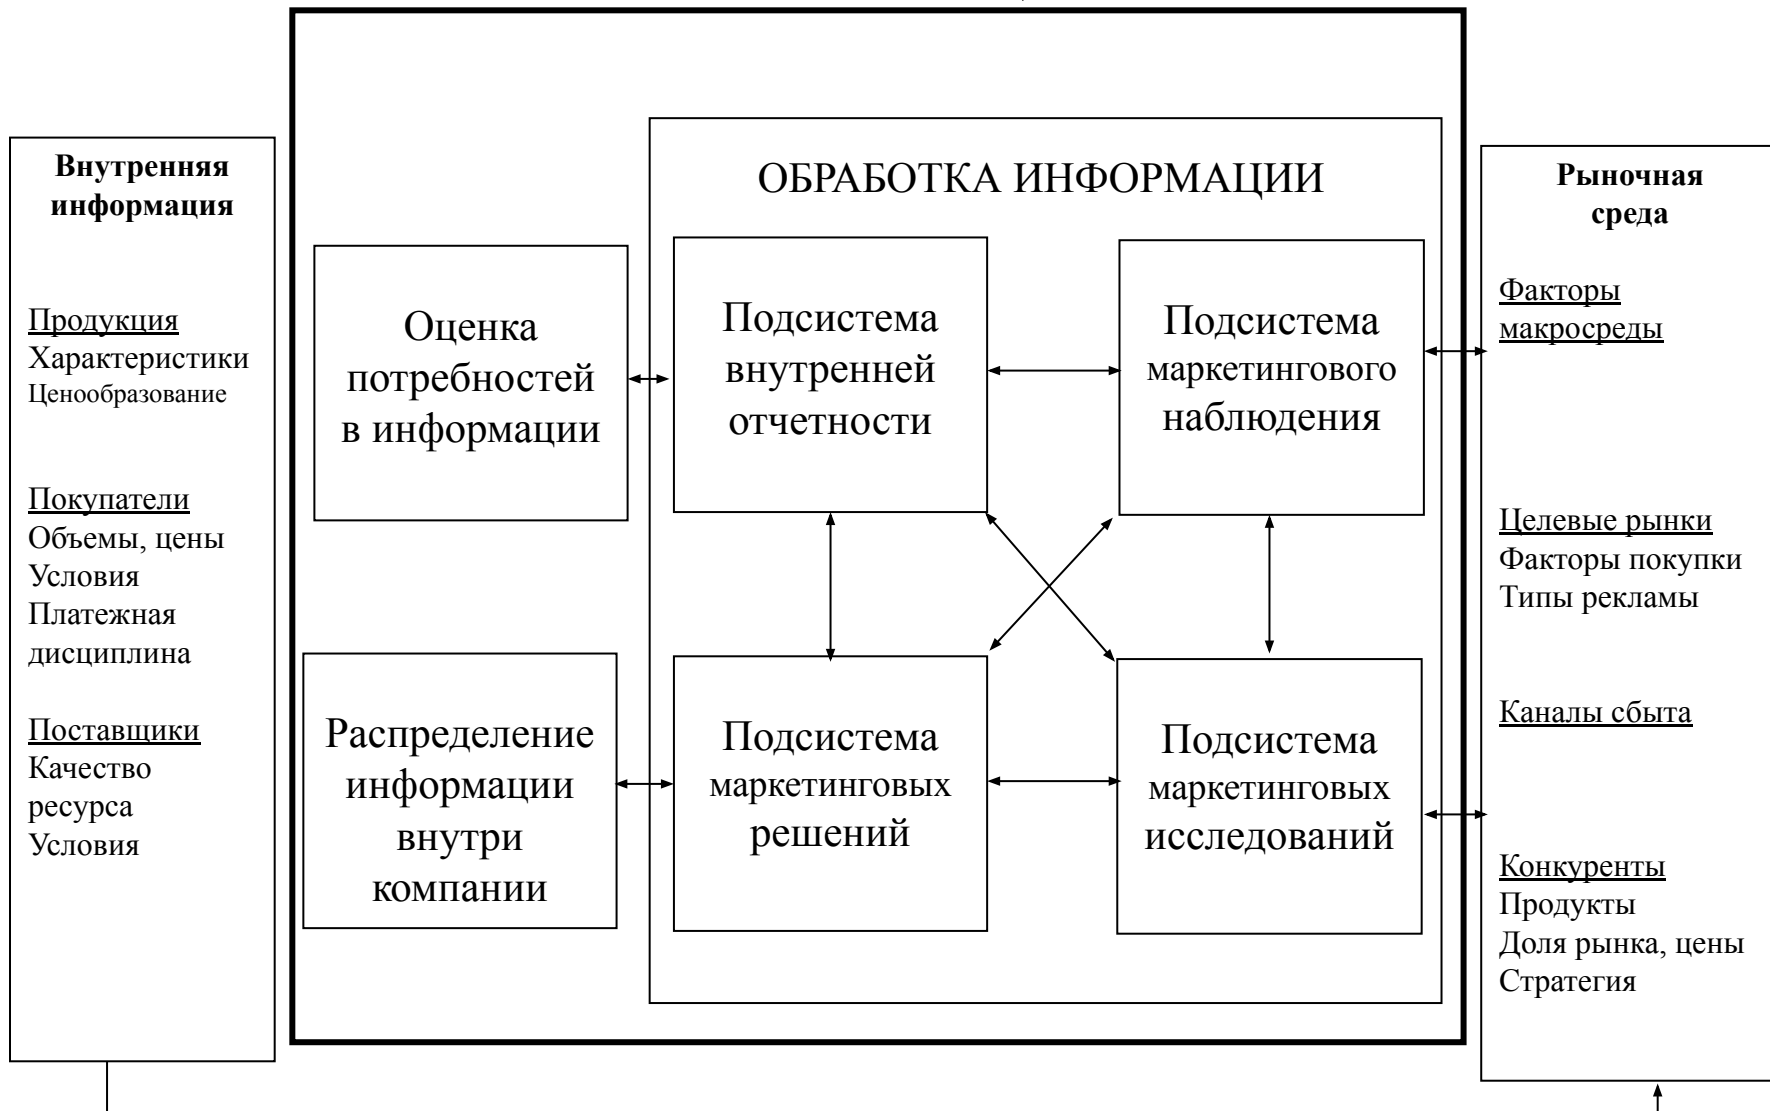 Внутренняя
информация
Продукция
Характеристики
Ценообразование
Покупатели
Объемы, цены
Условия
Платежная
дисциплина
Поставщики
Качество
ресурса
Условия
ОБРАБОТКА ИНФОРМАЦИИ
Оценка
потребностей
в информации
Подсистема
внутренней
отчетности
Подсистема
маркетингового
наблюдения
Распределение
информации
внутри
компании
Подсистема
маркетинговых
решений
Подсистема
маркетинговых
исследований
Рыночная
среда
Факторы
макросреды
Целевые рынки
Факторы покупки
Типы рекламы
Каналы сбыта
Конкуренты
Продукты
Доля рынка, цены
Стратегия